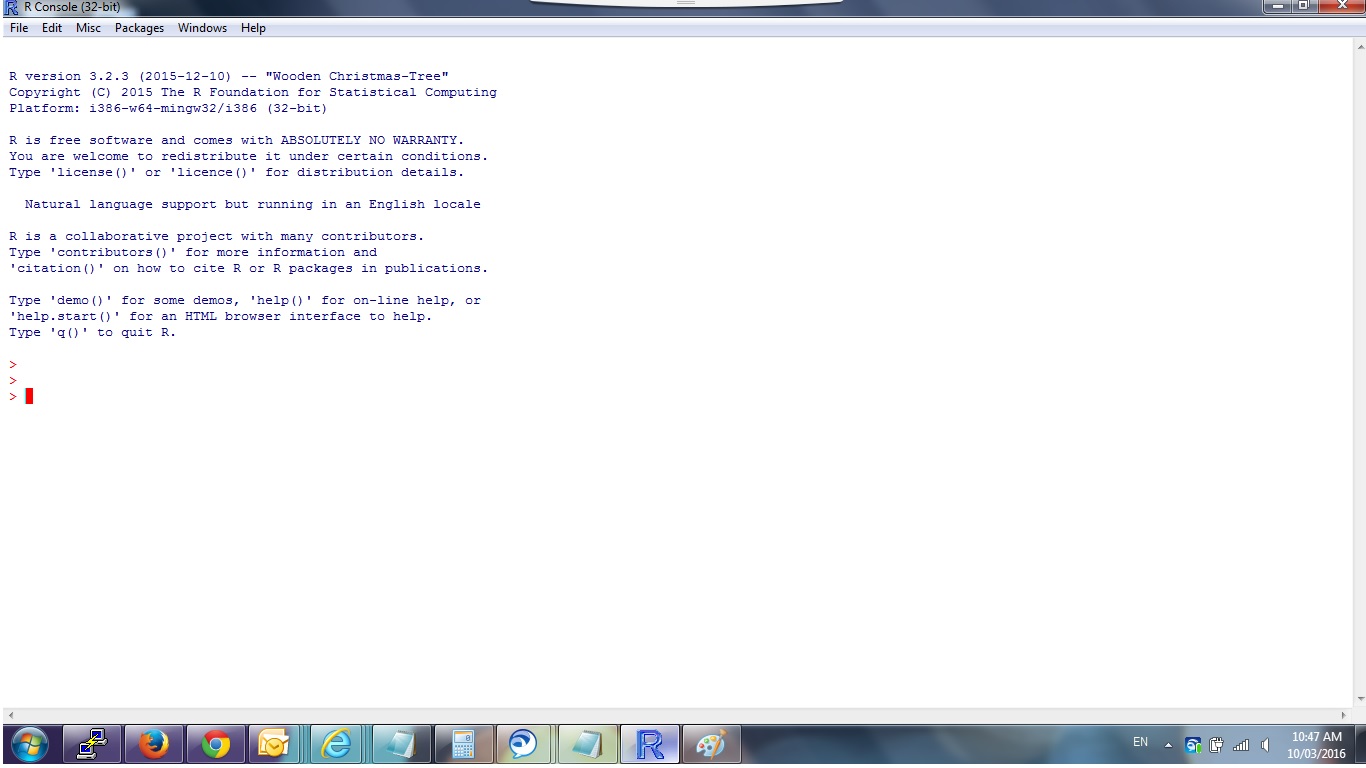 R Console (32-bit)
File Edit Misc Packages Windows Help
R version 3.2.3 (2015-12-10) -- "Wooden Christmas-Tree"
Copyright (C) 2015 The R Foundation for Statistical Computing
Platform: i386-w64-mingw32/i386 (32-bit)
R is free software and comes with ABSOLUTELY NO WARRANTY.
You are welcome to redistribute it under certain conditions.
Type 'license()' or 'licence()' for distribution details.
Natural language support but running in an English locale
R is a collaborative project with many contributors.
Type 'contributors()' for more information and
'citation()' on how to cite R or R packages in publications.
Type 'demo()' for some demos, 'help()' for on-line help, or
'help.start()' for an HTML browser interface to help.
Type 'q()' to quit R.
>
>
>
EN
10:47 AM
10/03/2016